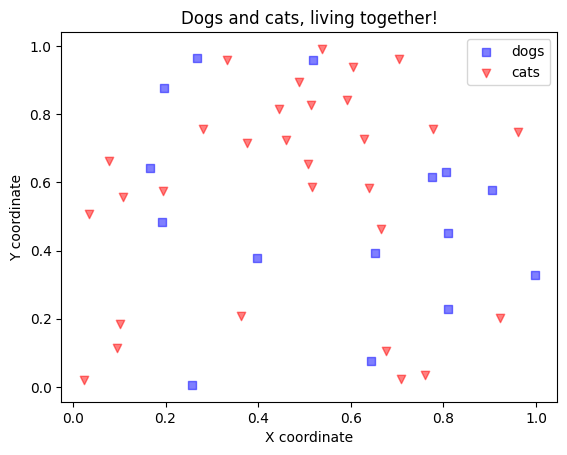 Dogs and cats, living together!
dogs
cats
1.0
0.8
0.6
0.4
0.2
0.0
Y coordinate
0.0 0.2 0.4 0.6 0.8 1.0
X coordinate